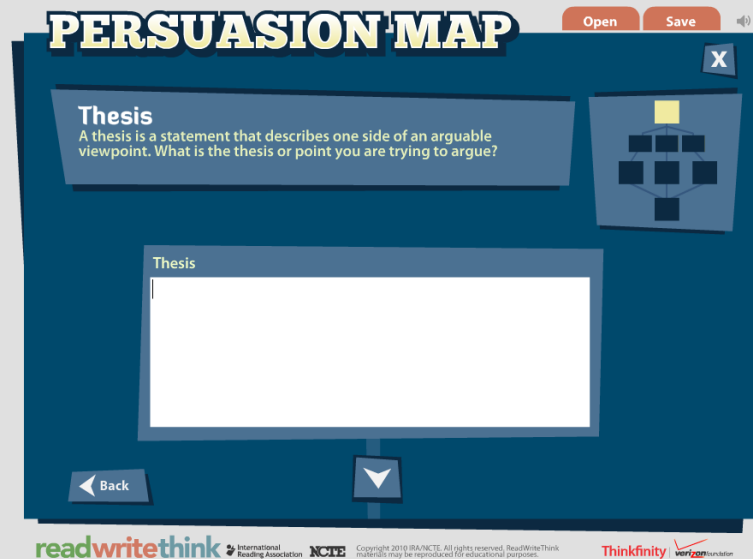 PERSUASION MAP
Open
Save
X
Thesis
A thesis is a statement that describes one side of an arguable
viewpoint. What is the thesis or point you are trying to argue?
Thesis
Back
readwritethink
International
Reading Association
NCTE
Copyright 2010 IRA/NCTE. All rights reserved. ReadWriteThink
materials may be reproduced for educational purposes.
Thinkfinity
verizon foundation